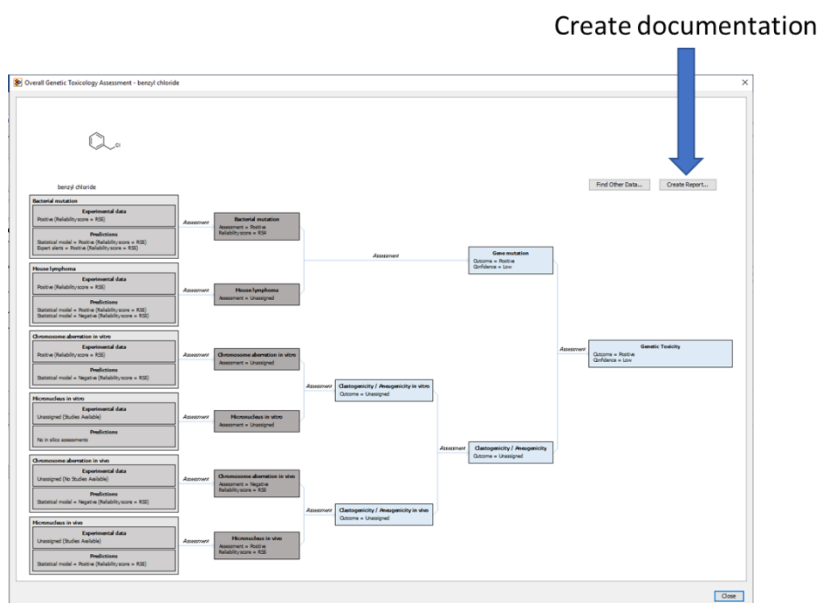 Create documentation
Overall Genetic Toxicology Assessment - benzyl chloride
Cl
benzyl chloride
Find Other Data...
Create Report...
Bacterial mutation
Experimental data
Positive (Reliability score = RS5)
Predictions
Statistical model = Positive (Reliability score = RS5)
Expert alerts = Positive (Reliability score = RS5)
Assessment
Bacterial mutation
Assessment = Positive
Assessment
Gene mutation
Outcome = Positive
Confidence = Low
Mouse lymphoma
Experimental data
Positive (Reliability score = RS5)
Predictions
Statistical model = Positive (Reliability score = RS5)
Statistical model = Negative (Reliability score = RS5)
Assessment
Mouse lymphoma
Assessment = Unassigned
Chromosome aberration in vitro
Experimental data
Positive (Reliability score = RS5)
Predictions
Statistical model = Negative (Reliability score = RS5)
Assessment
Chromosome aberration in vitro
Assessment = Unassigned
Assessment
Genetic Toxicity
Outcome = Positive
Confidence = Low
Micronucleus in vitro
Experimental data
Unassigned (Studies Available)
Predictions
No in silico assessments
Assessment
Micronucleus in vitro
Assessment = Unassigned
Assessment
Clastogenicity / Aneugenicity in vitro
Outcome = Unassigned
Assessment
Clastogenicity / Aneugenicity
Outcome = Unassigned
Chromosome aberration in vivo
Experimental data
Unassigned (No Studies Available)
Predictions
Statistical model = Negative (Reliability score = RS5)
Assessment
Chromosome aberration in vivo
Assessment = Negative
Reliability score = RS5
Assessment
Clastogenicity / Aneugenicity in vivo
Outcome = Unassigned
Micronucleus in vivo
Experimental data
Unassigned (Studies Available)
Predictions
Statistical model = Positive (Reliability score = RS5)
Assessment
Micronucleus in vivo
Assessment = Positive
Reliability score = RS5
Close